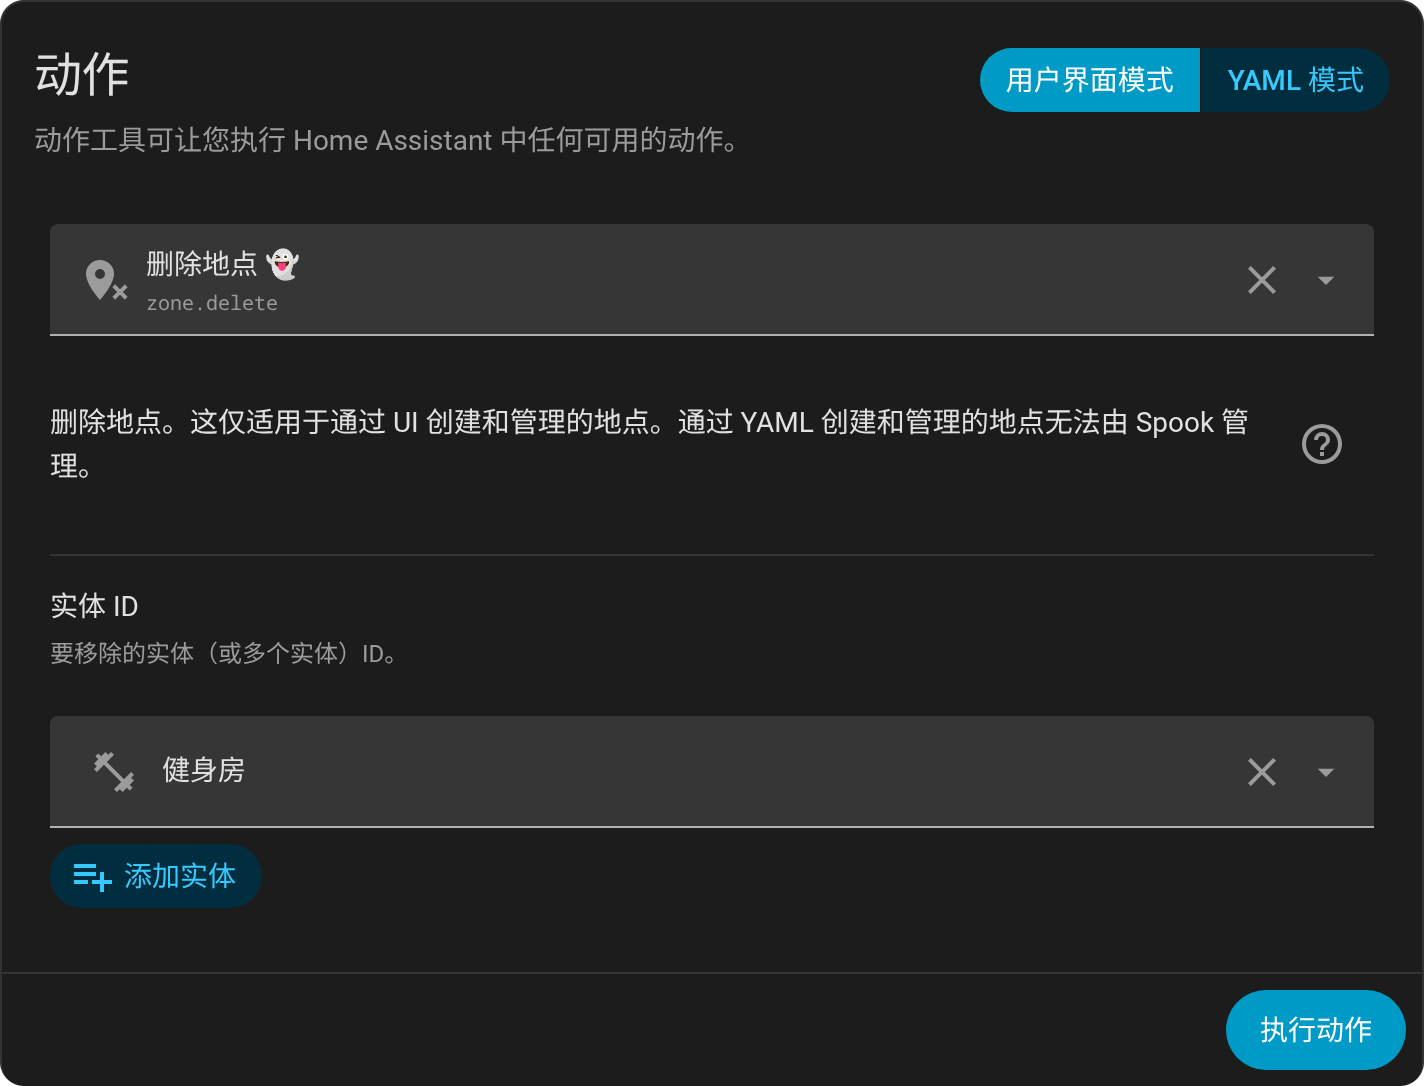 动作
用户界面模式
YAML 模式
动作工具可让您执行 Home Assistant 中任何可用的动作。
删除地点 👻
zone.delete
删除地点。这仅适用于通过 UI 创建和管理的地点。通过 YAML 创建和管理的地点无法由 Spook 管
理。
实体 ID
要移除的实体（或多个实体）ID。
健身房
添加实体
执行动作